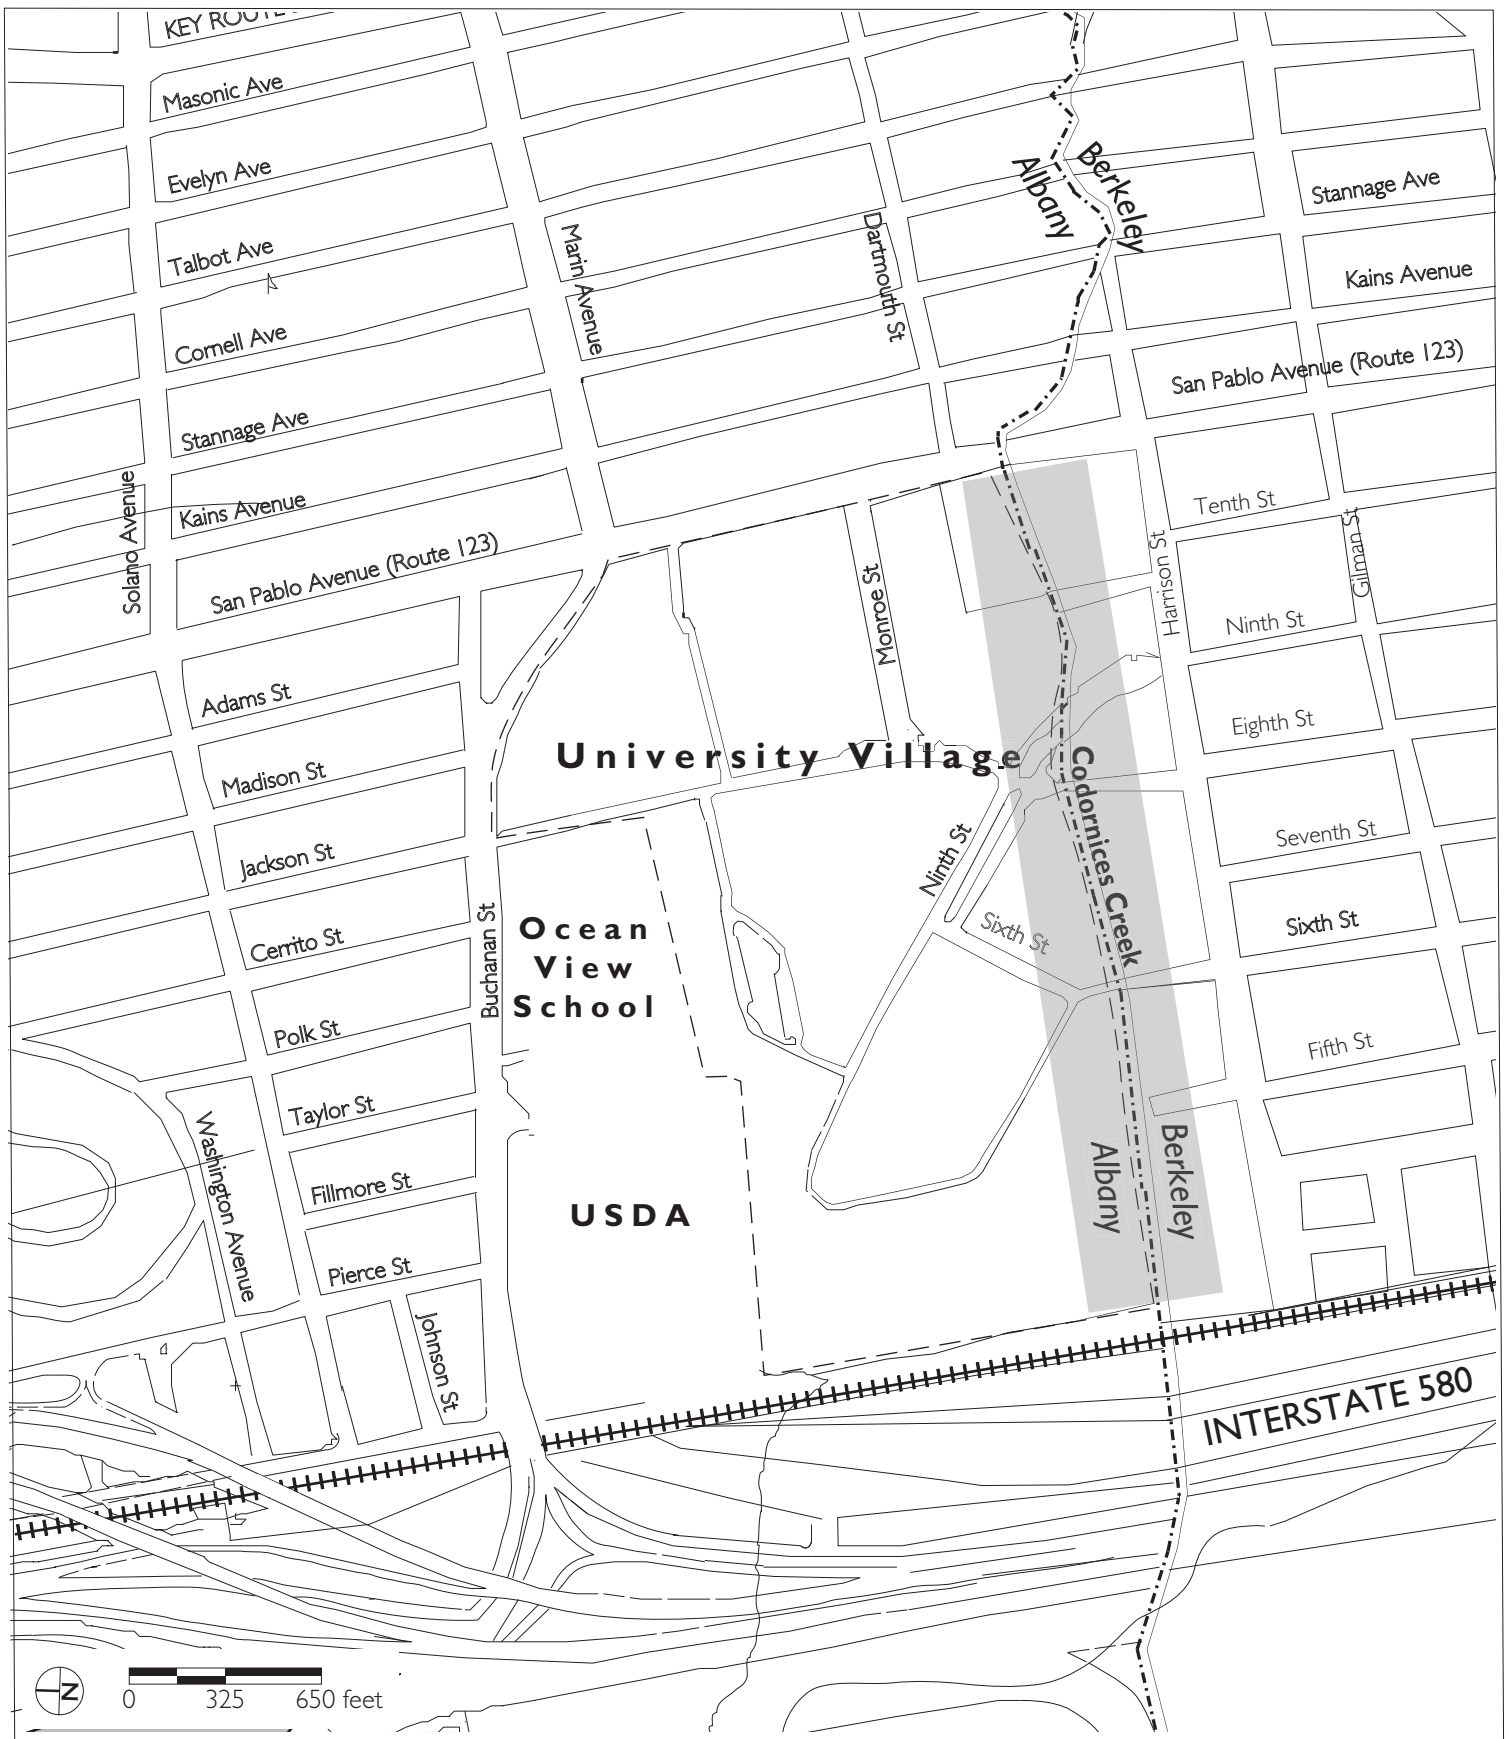 KEY ROUTE
Masonic Ave
Evelyn Ave
Talbot Ave
Cornell Ave
Stannage Ave
Kains Avenue
San Pablo Avenue (Route 123)
Solano Avenue
Marin Avenue
Dartmouth St
Albany
Berkeley
Stannage Ave
Kains Avenue
San Pablo Avenue (Route 123)
Tenth St
Harrison St
Gilman St
Ninth St
Eighth St
Seventh St
Sixth St
Fifth St
Monroe St
University Village
Codornices Creek
Ninth St
Sixth St
Adams St
Madison St
Jackson St
Cerrito St
Polk St
Taylor St
Fillmore St
Pierce St
Buchanan St
Ocean
View
School
USDA
Washington Avenue
Johnson St
Albany
Berkeley
INTERSTATE 580
N
0 325 650 feet